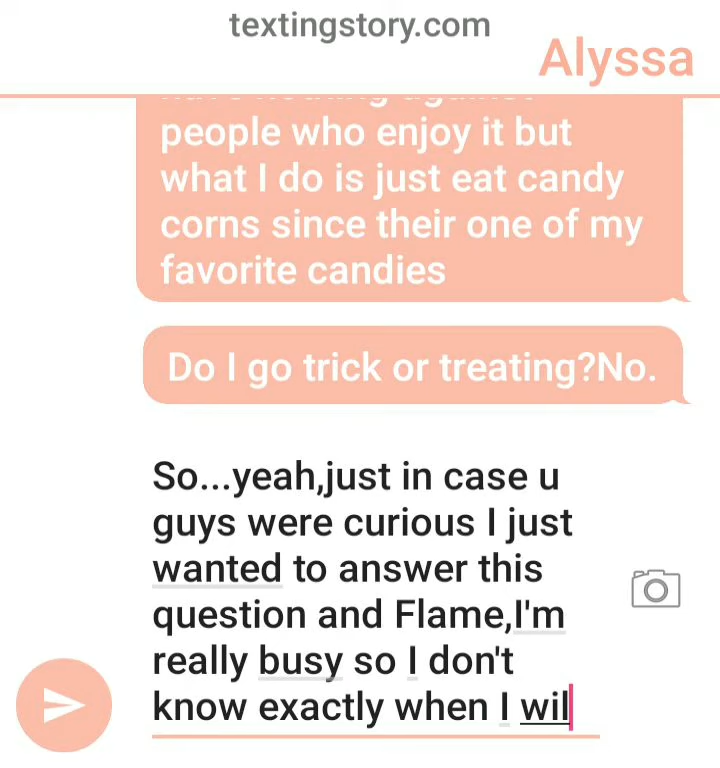 textingstory.com
Alyssa
people who enjoy it but
what I do is just eat candy
corns since their one of my
favorite candies
Do I go trick or treating?No.
So...yeah,just in case u
guys were curious I just
wanted to answer this
question and Flame,I'm
really busy so I don't
know exactly when I wil